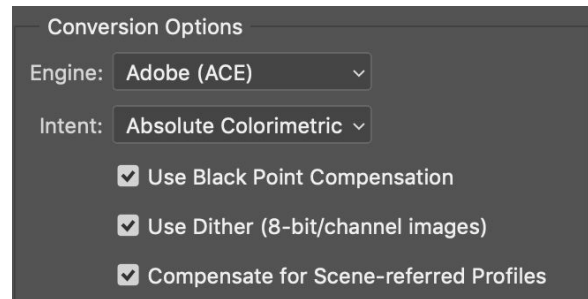 Conversion Options
Engine: Adobe (ACE)
Intent: Absolute Colorimetric
Use Black Point Compensation
Use Dither (8-bit/channel images)
Compensate for Scene-referred Profiles